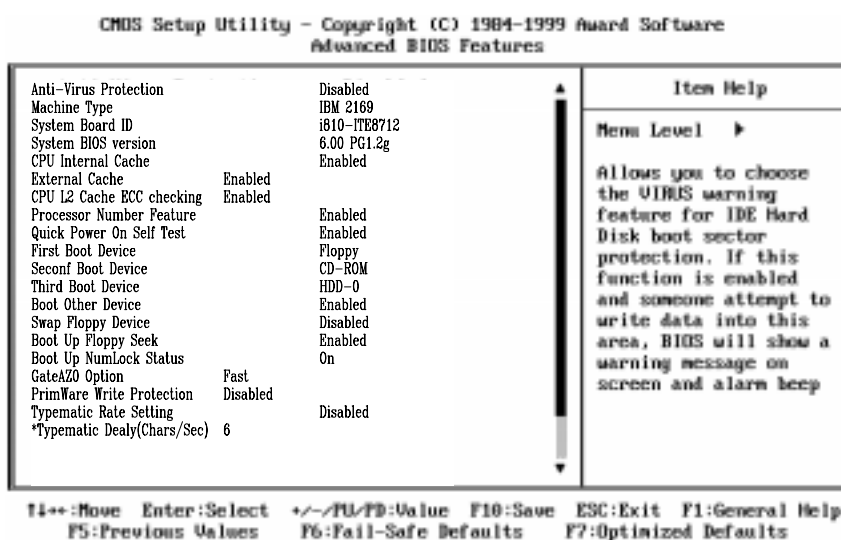 CMOS Setup Utility - Copyright (C) 1984-1999 Award Software
Advanced BIOS Features
Anti-Virus Protection Disabled
Machine Type IBM 2169
System Board ID i810-ITE8712
System BIOS version 6.00 PG1.2g
CPU Internal Cache Enabled
External Cache Enabled
CPU L2 Cache ECC checking Enabled
Processor Number Feature Enabled
Quick Power On Self Test Enabled
First Boot Device Floppy
Seconf Boot Device CD-ROM
Third Boot Device HDD-0
Boot Other Device Enabled
Swap Floppy Device Disabled
Boot Up Floppy Seek Enabled
Boot Up NumLock Status On
GateAZ0 Option Fast
PrimWare Write Protection Disabled
Typematic Rate Setting Disabled
*Typematic Dealy(Chars/Sec) 6
Item Help
Menu Level ▶
Allows you to choose
the VIRUS warning
feature for IDE Hard
Disk boot sector
protection. If this
function is enabled
and someone attempt to
write data into this
area, BIOS will show a
warning message on
screen and alarm beep
↑↓→←:Move Enter:Select +/-/PU/PD:Value F10:Save ESC:Exit F1:General Help
F5:Previous Values F6:Fail-Safe Defaults F7:Optimized Defaults